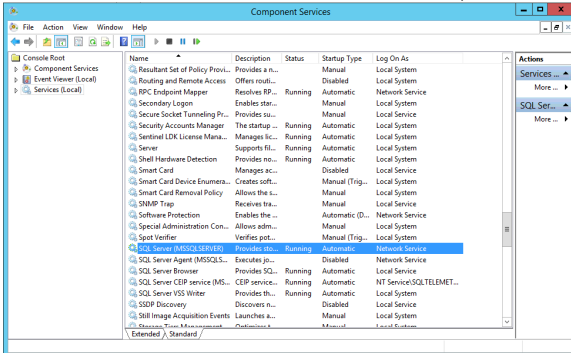 Component Services
File Action View Window Help
Console Root
Component Services
Event Viewer (Local)
Services (Local)
Name Description Status Startup Type Log On As
Resultant Set of Policy Provi... Provides a n... Manual Local System
Routing and Remote Access Offers routi... Disabled Local System
RPC Endpoint Mapper Resolves RP... Running Automatic Network Service
Secondary Logon Enables star... Manual Local System
Secure Socket Tunneling Pr... Provides su... Manual Local Service
Security Accounts Manager The startup ... Running Automatic Local System
Sentinel LDK License Mana... Manages lic... Running Automatic Local System
Server Supports fil... Running Automatic Local System
Shell Hardware Detection Provides no... Running Automatic Local System
Smart Card Manages ac... Disabled Local Service
Smart Card Device Enumera... Creates soft... Manual (Trig... Local System
Smart Card Removal Policy Allows the s... Manual Local System
SNMP Trap Receives tra... Manual Local Service
Software Protection Enables the ... Automatic (D... Network Service
Special Administration Con... Allows adm... Manual Local System
Spot Verifier Verifies pot... Manual (Trig... Local System
SQL Server (MSSQLSERVER) Provides sto... Running Automatic Network Service
SQL Server Agent (MSSQLS... Executes jo... Disabled Network Service
SQL Server Browser Provides SQ... Running Automatic Local Service
SQL Server CEIP service (MS... CEIP service... Running Automatic NT Service\SQLTELEMET...
SQL Server VSS Writer Provides th... Running Automatic Local System
SSDP Discovery Discovers n... Disabled Local Service
Still Image Acquisition Events Launches a... Manual Local System
Storage Tiers Management Optimizes t... Manual Local System
Extended Standard
Actions
Services ...
More ...
SQL Ser...
More ...